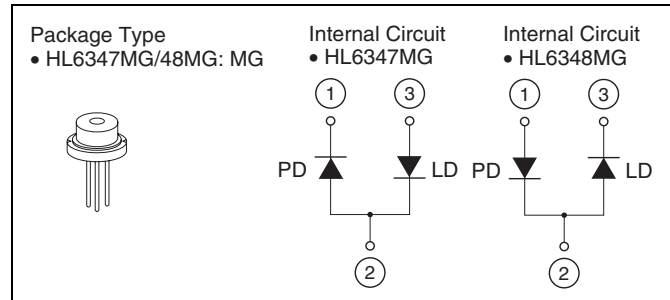 Package Type
• HL6347MG/48MG: MG
Internal Circuit
• HL6347MG
1 3
PD LD
2
Internal Circuit
• HL6348MG
1 3
PD LD
2